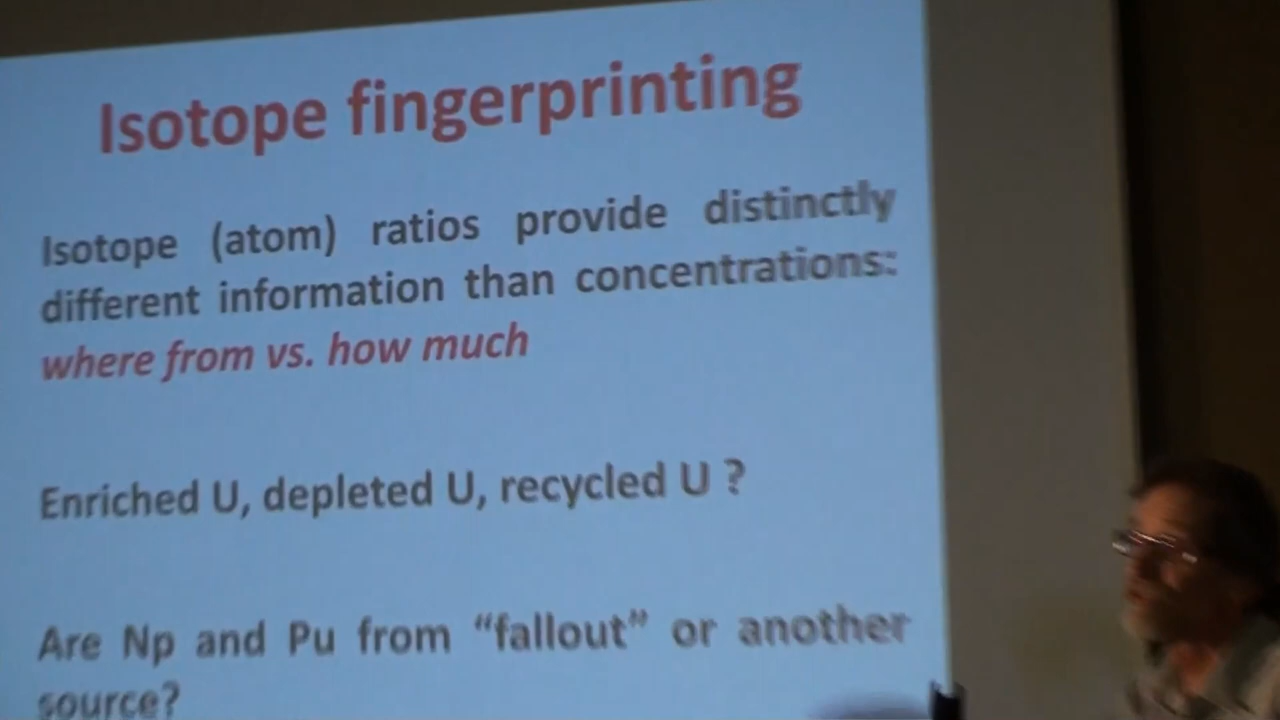 Isotope fingerprinting
Isotope (atom) ratios provide distinctly
different information than concentrations:
where from vs. how much
Enriched U, depleted U, recycled U ?
Are Np and Pu from “fallout” or another
source?